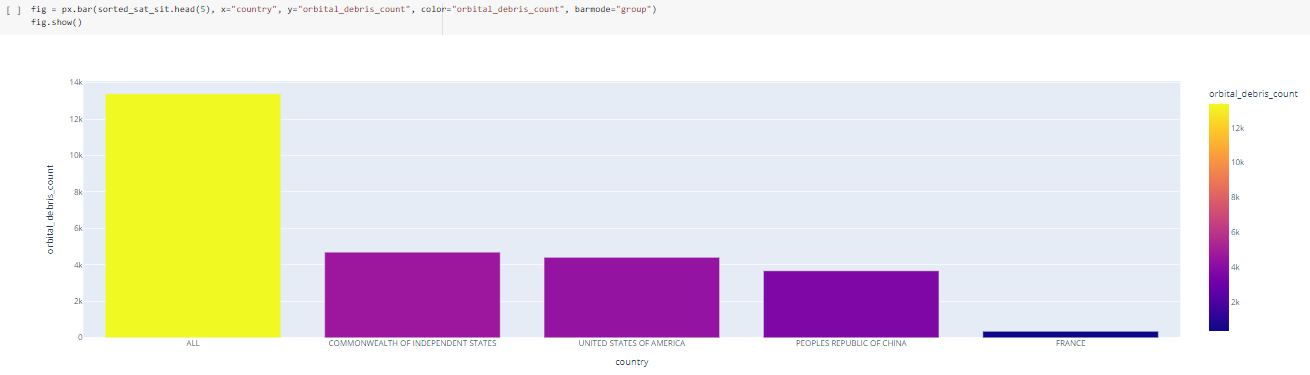 [ ] fig = px.bar(sorted_sat_sit.head(5), x="country", y="orbital_debris_count", color="orbital_debris_count", barmode="group")
fig.show()
orbital_debris_count
14k
12k
10k
8k
6k
4k
2k
0
ALL
COMMONWEALTH OF INDEPENDENT STATES
UNITED STATES OF AMERICA
PEOPLES REPUBLIC OF CHINA
FRANCE
country
orbital_debris_count
12k
10k
8k
6k
4k
2k